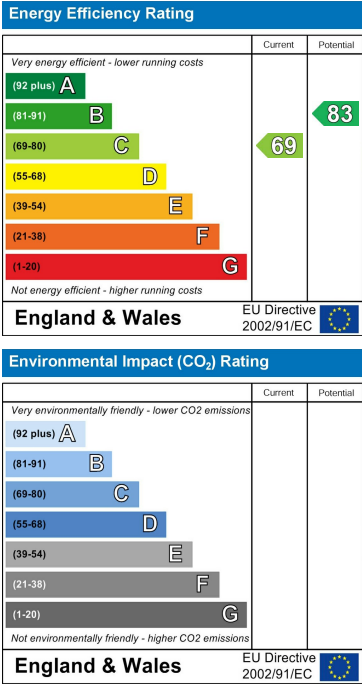 Energy Efficiency Rating
Current Potential
Very energy efficient - lower running costs
(92 plus) A
(81-91) B
83
(69-80) C
69
(55-68) D
(39-54) E
(21-38) F
(1-20) G
Not energy efficient - higher running costs
England & Wales
EU Directive
2002/91/EC
Environmental Impact (CO₂) Rating
Current Potential
Very environmentally friendly - lower CO2 emissions
(92 plus) A
(81-91) B
(69-80) C
(55-68) D
(39-54) E
(21-38) F
(1-20) G
Not environmentally friendly - higher CO2 emissions
England & Wales
EU Directive
2002/91/EC